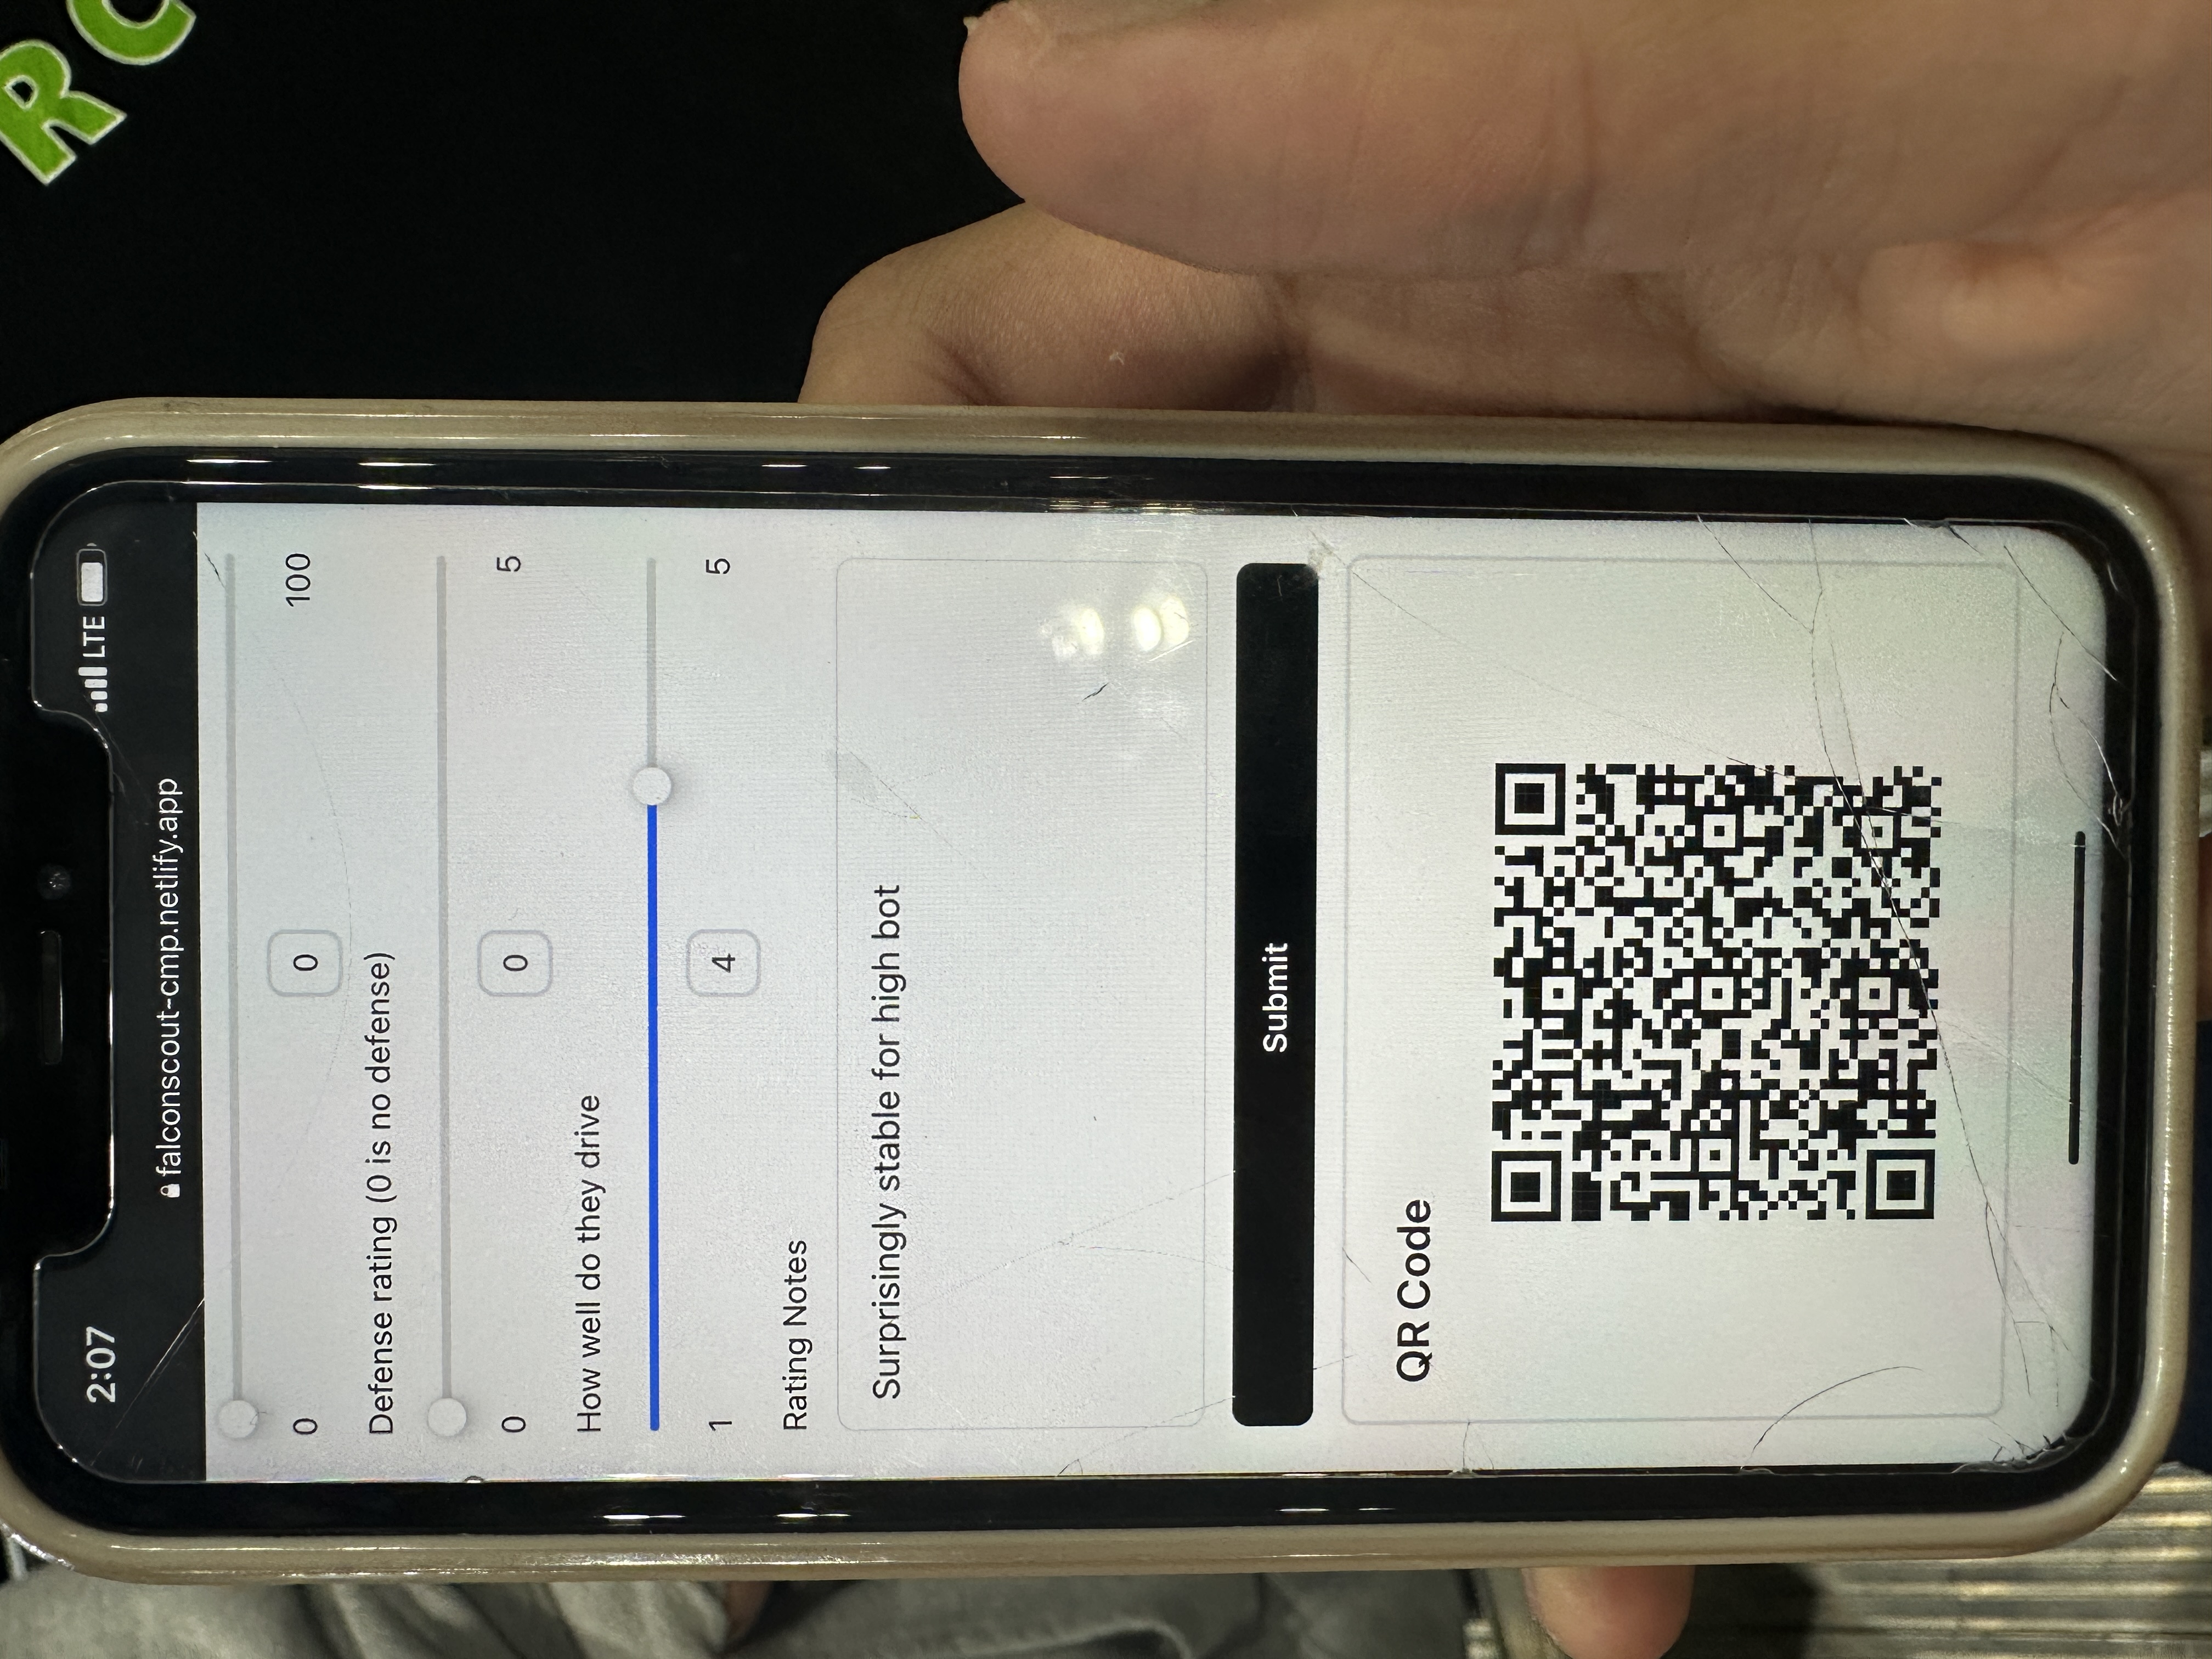 RO
2:07
LTE
falconscout-cmp.netlify.app
0 0 100
Defense rating (0 is no defense)
0 0 5
How well do they drive
1 4 5
Rating Notes
Surprisingly stable for high bot
Submit
QR Code